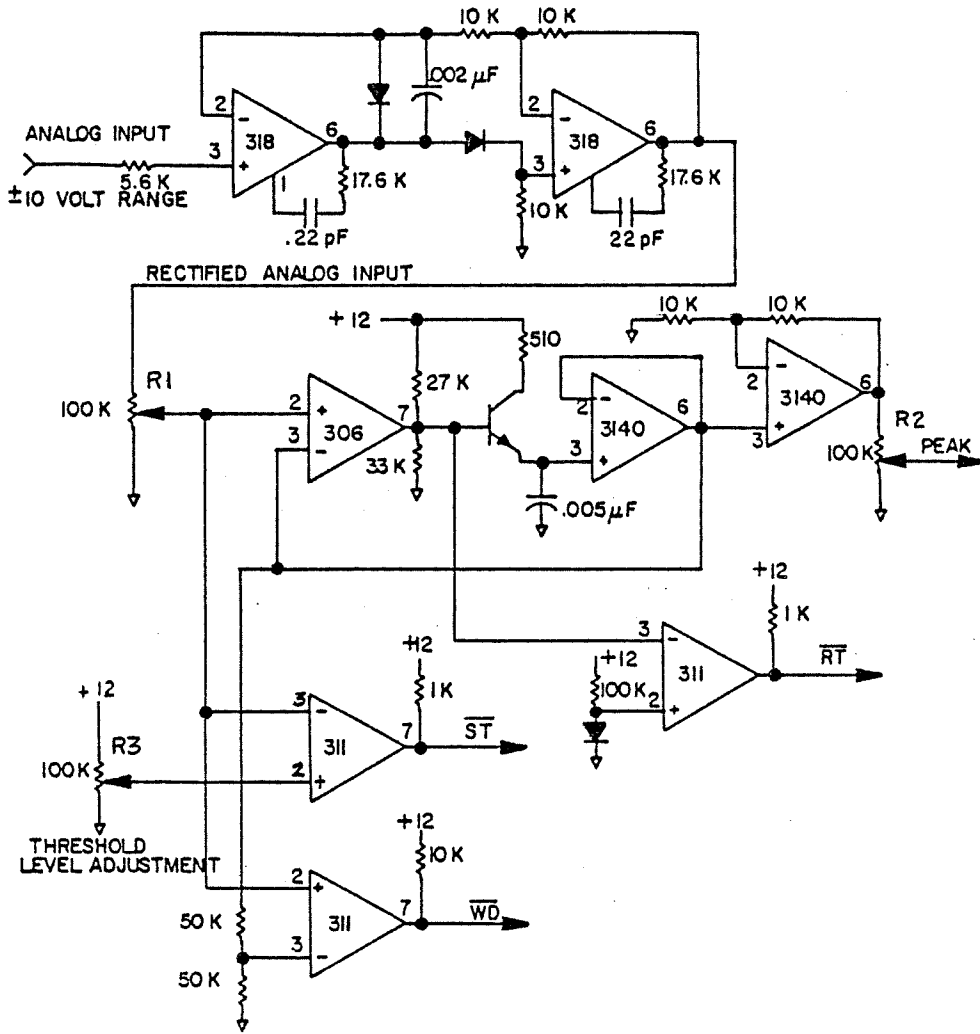 10 K
10 K
.002 µF
2
-
318
6
3
+
1
ANALOG INPUT
5.6 K
±10 VOLT RANGE
17.6 K
.22 pF
2
-
318
6
3
+
10 K
17.6 K
22 pF
RECTIFIED ANALOG INPUT
+ 12
510
27 K
33 K
R1
100 K
2
+
306
7
3
-
2
-
3140
6
3
+
.005 µF
10 K
10 K
2
-
3140
6
3
+
R2
100 K
PEAK
+12
1 K
3
-
311
2
+
RT
+12
100 K
+12
1 K
3
-
311
7
2
+
ST
+ 12
R3
100 K
THRESHOLD
LEVEL ADJUSTMENT
+12
10 K
2
+
311
7
3
-
WD
50 K
50 K